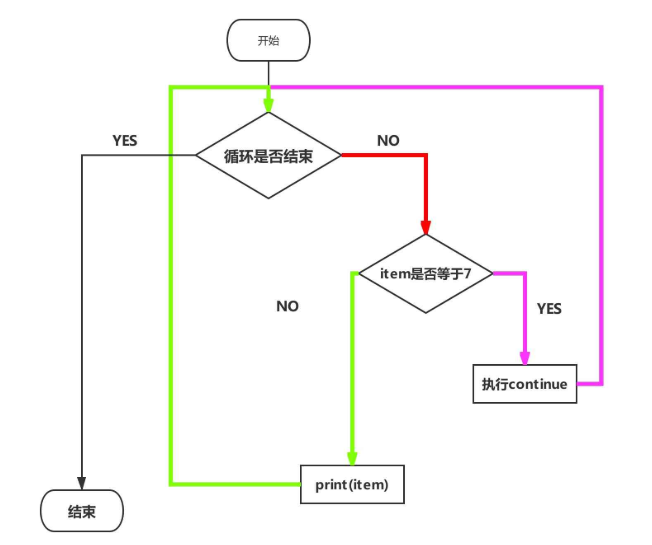 开始
YES
循环是否结束
NO
item是否等于7
NO
YES
执行continue
print(item)
结束